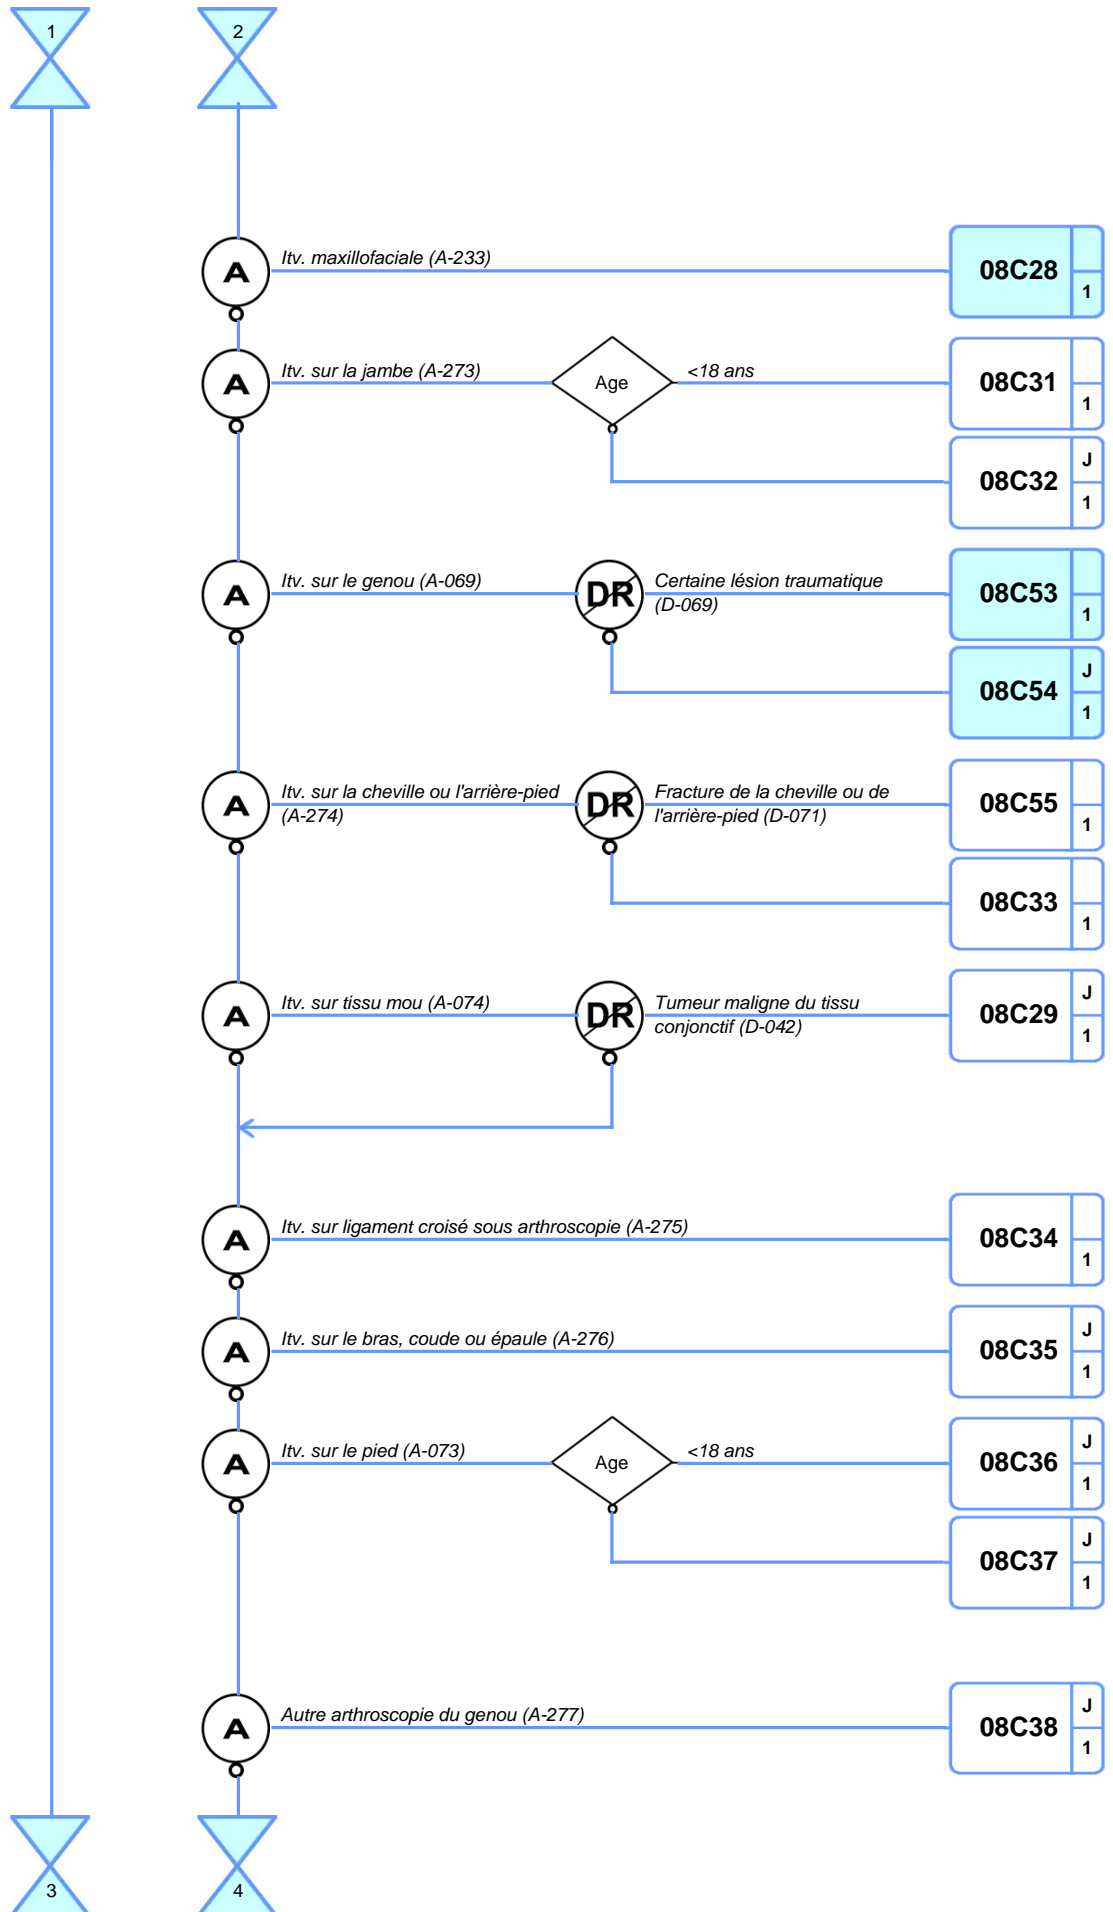 1
2
A
Itv. maxillofaciale (A-233)
08C28
1
A
Itv. sur la jambe (A-273)
Age
<18 ans
08C31
1
08C32
J
1
A
Itv. sur le genou (A-069)
DR
Certaine lésion traumatique
(D-069)
08C53
1
08C54
J
1
A
Itv. sur la cheville ou l'arrière-pied
(A-274)
DR
Fracture de la cheville ou de
l'arrière-pied (D-071)
08C55
1
08C33
1
A
Itv. sur tissu mou (A-074)
DR
Tumeur maligne du tissu
conjonctif (D-042)
08C29
J
1
A
Itv. sur ligament croisé sous arthroscopie (A-275)
08C34
1
A
Itv. sur le bras, coude ou épaule (A-276)
08C35
J
1
A
Itv. sur le pied (A-073)
Age
<18 ans
08C36
J
1
08C37
J
1
A
Autre arthroscopie du genou (A-277)
08C38
J
1
3
4